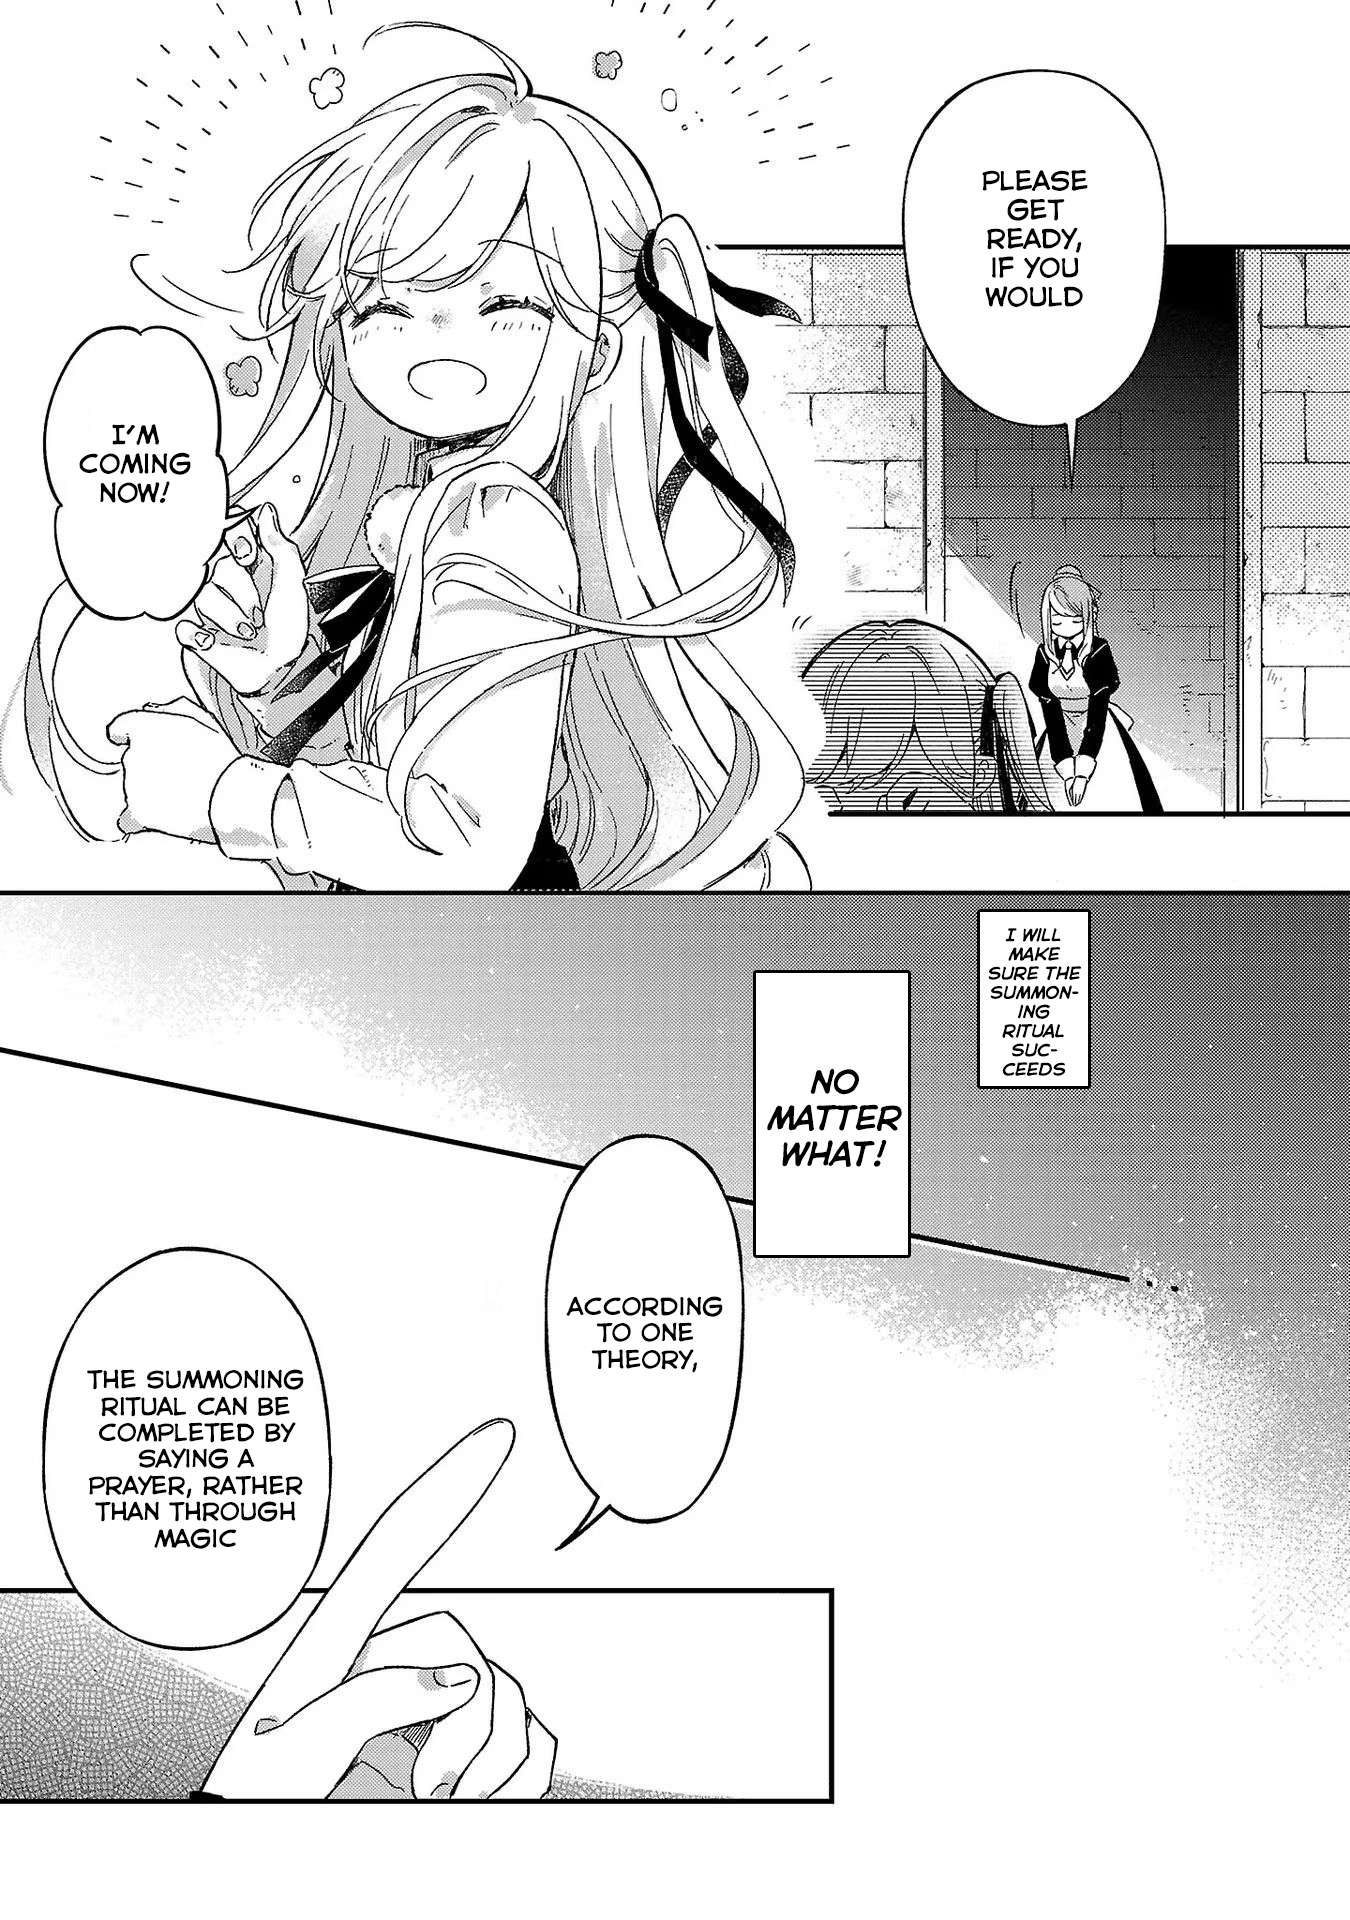 PLEASE
GET
READY,
IF YOU
WOULD
I'M
COMING
NOW!
I WILL
MAKE
SURE THE
SUMMON-
ING
RITUAL
SUC-
CEEDS
NO
MATTER
WHAT!
ACCORDING
TO ONE
THEORY,
THE SUMMONING
RITUAL CAN BE
COMPLETED BY
SAYING A
PRAYER, RATHER
THAN THROUGH
MAGIC